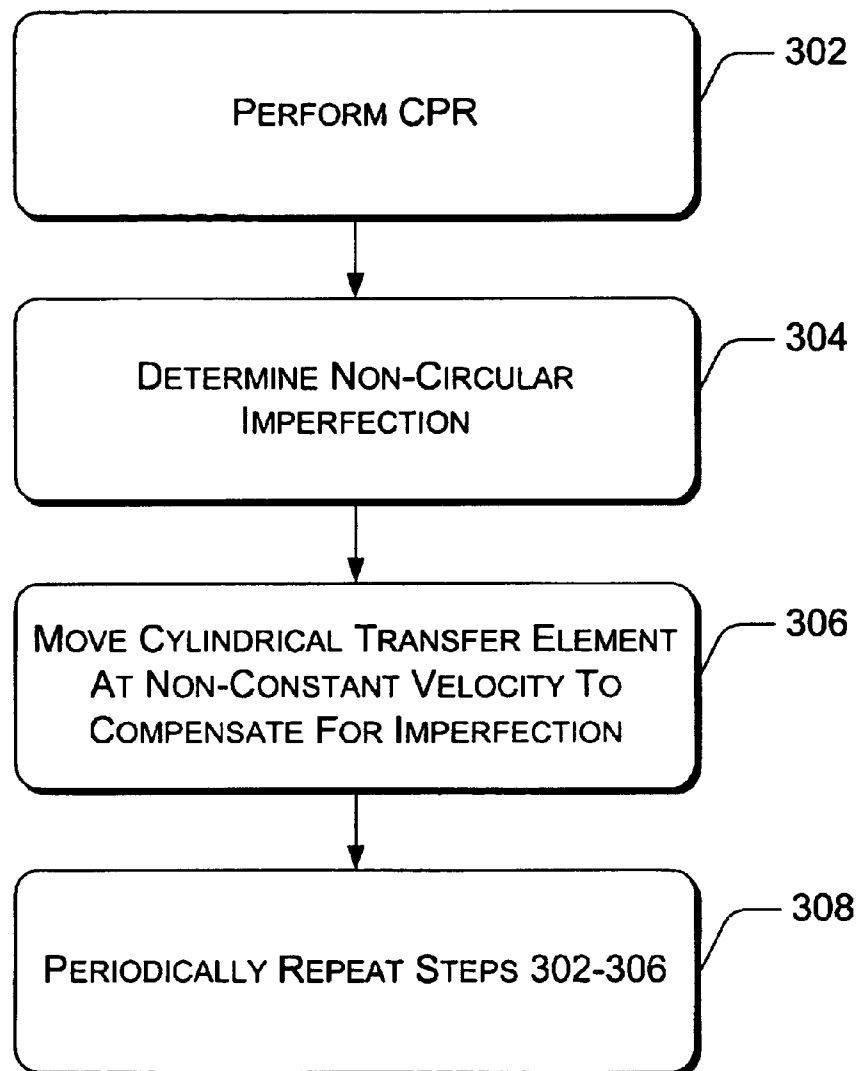 PERFORM CPR
302
DETERMINE NON-CIRCULAR
IMPERFECTION
304
MOVE CYLINDRICAL TRANSFER ELEMENT
AT NON-CONSTANT VELOCITY TO
COMPENSATE FOR IMPERFECTION
306
PERIODICALLY REPEAT STEPS 302-306
308